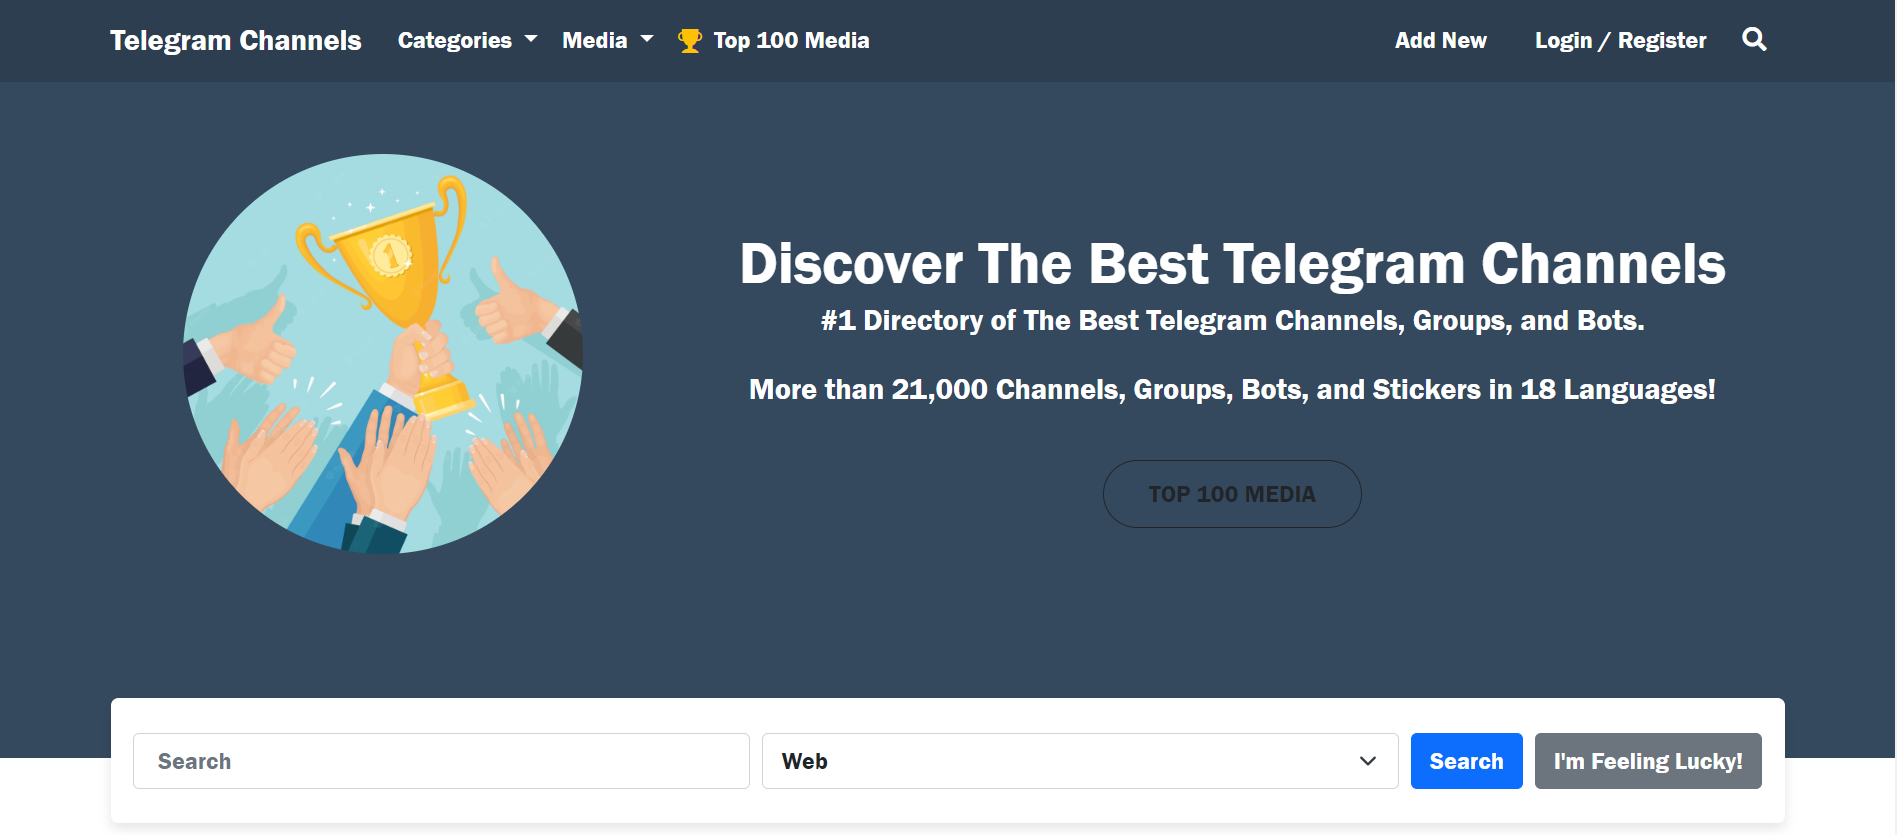 Telegram Channels Categories Media Top 100 Media Add New Login / Register
1
Discover The Best Telegram Channels
#1 Directory of The Best Telegram Channels, Groups, and Bots.
More than 21,000 Channels, Groups, Bots, and Stickers in 18 Languages!
TOP 100 MEDIA
Search Web Search I'm Feeling Lucky!